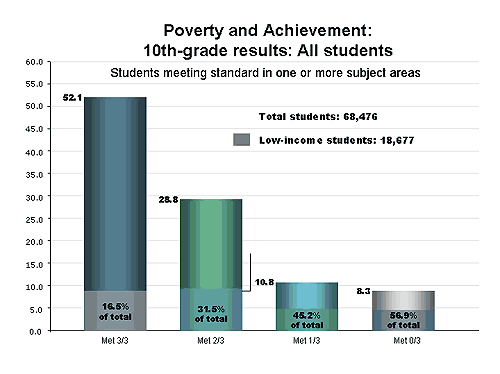 Poverty and Achievement:
10th-grade results: All students
Students meeting standard in one or more subject areas
60.0
55.0
50.0
45.0
40.0
35.0
30.0
25.0
20.0
15.0
10.0
5.0
0.0
Total students: 68,476
Low-income students: 18,677
52.1
28.8
10.8
8.3
16.5%
of total
31.5%
of total
45.2%
of total
56.9%
of total
Met 3/3
Met 2/3
Met 1/3
Met 0/3